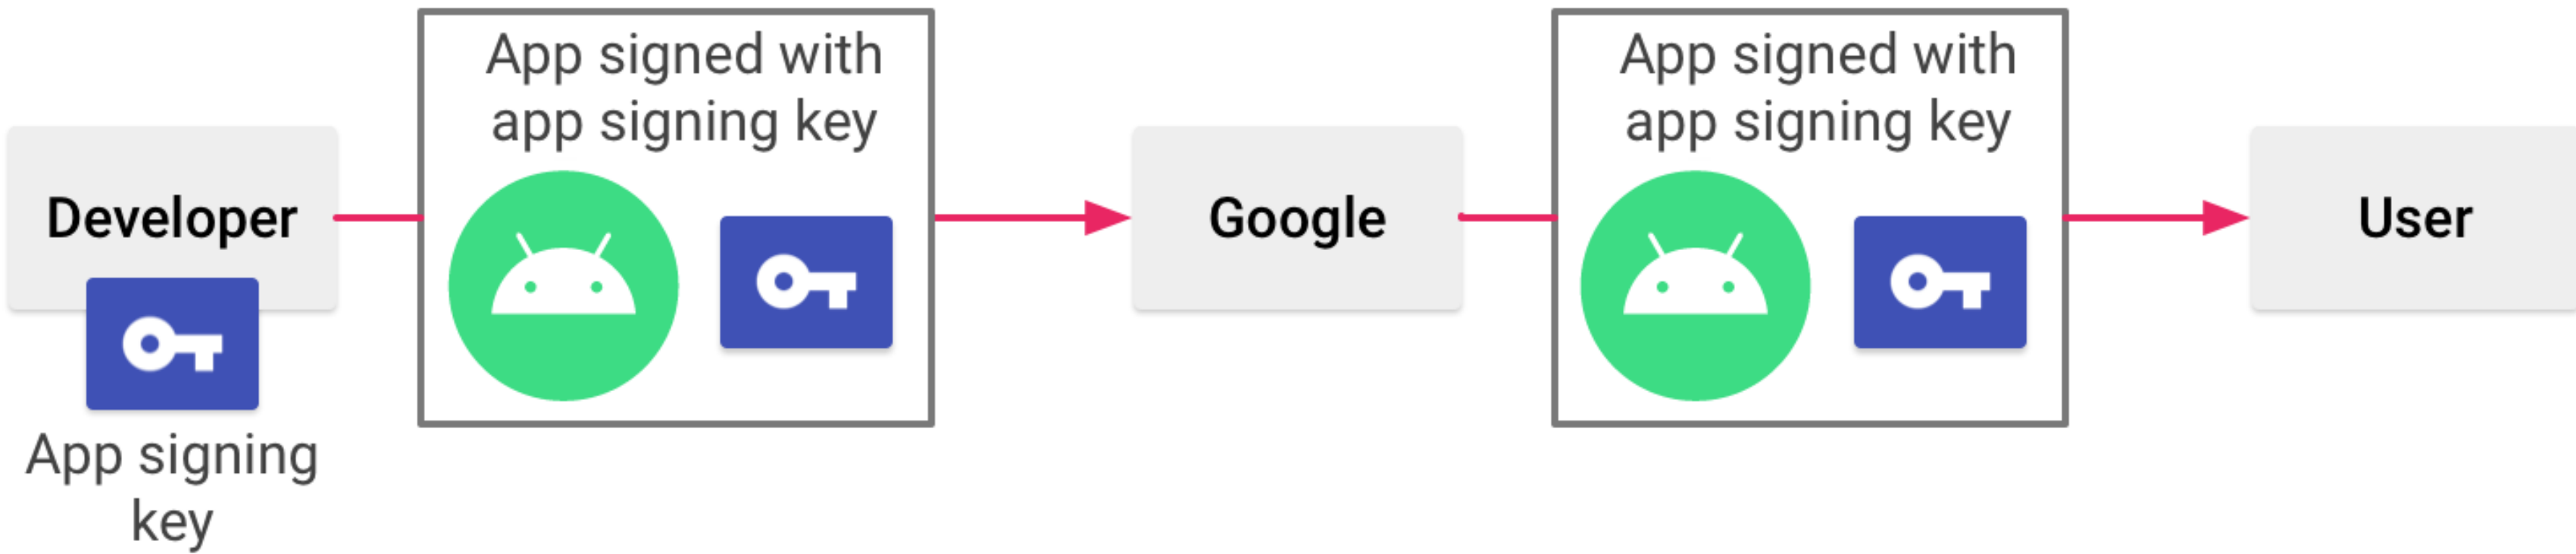 App signed with
app signing key
App signed with
app signing key
Developer
Google
User
App signing
key